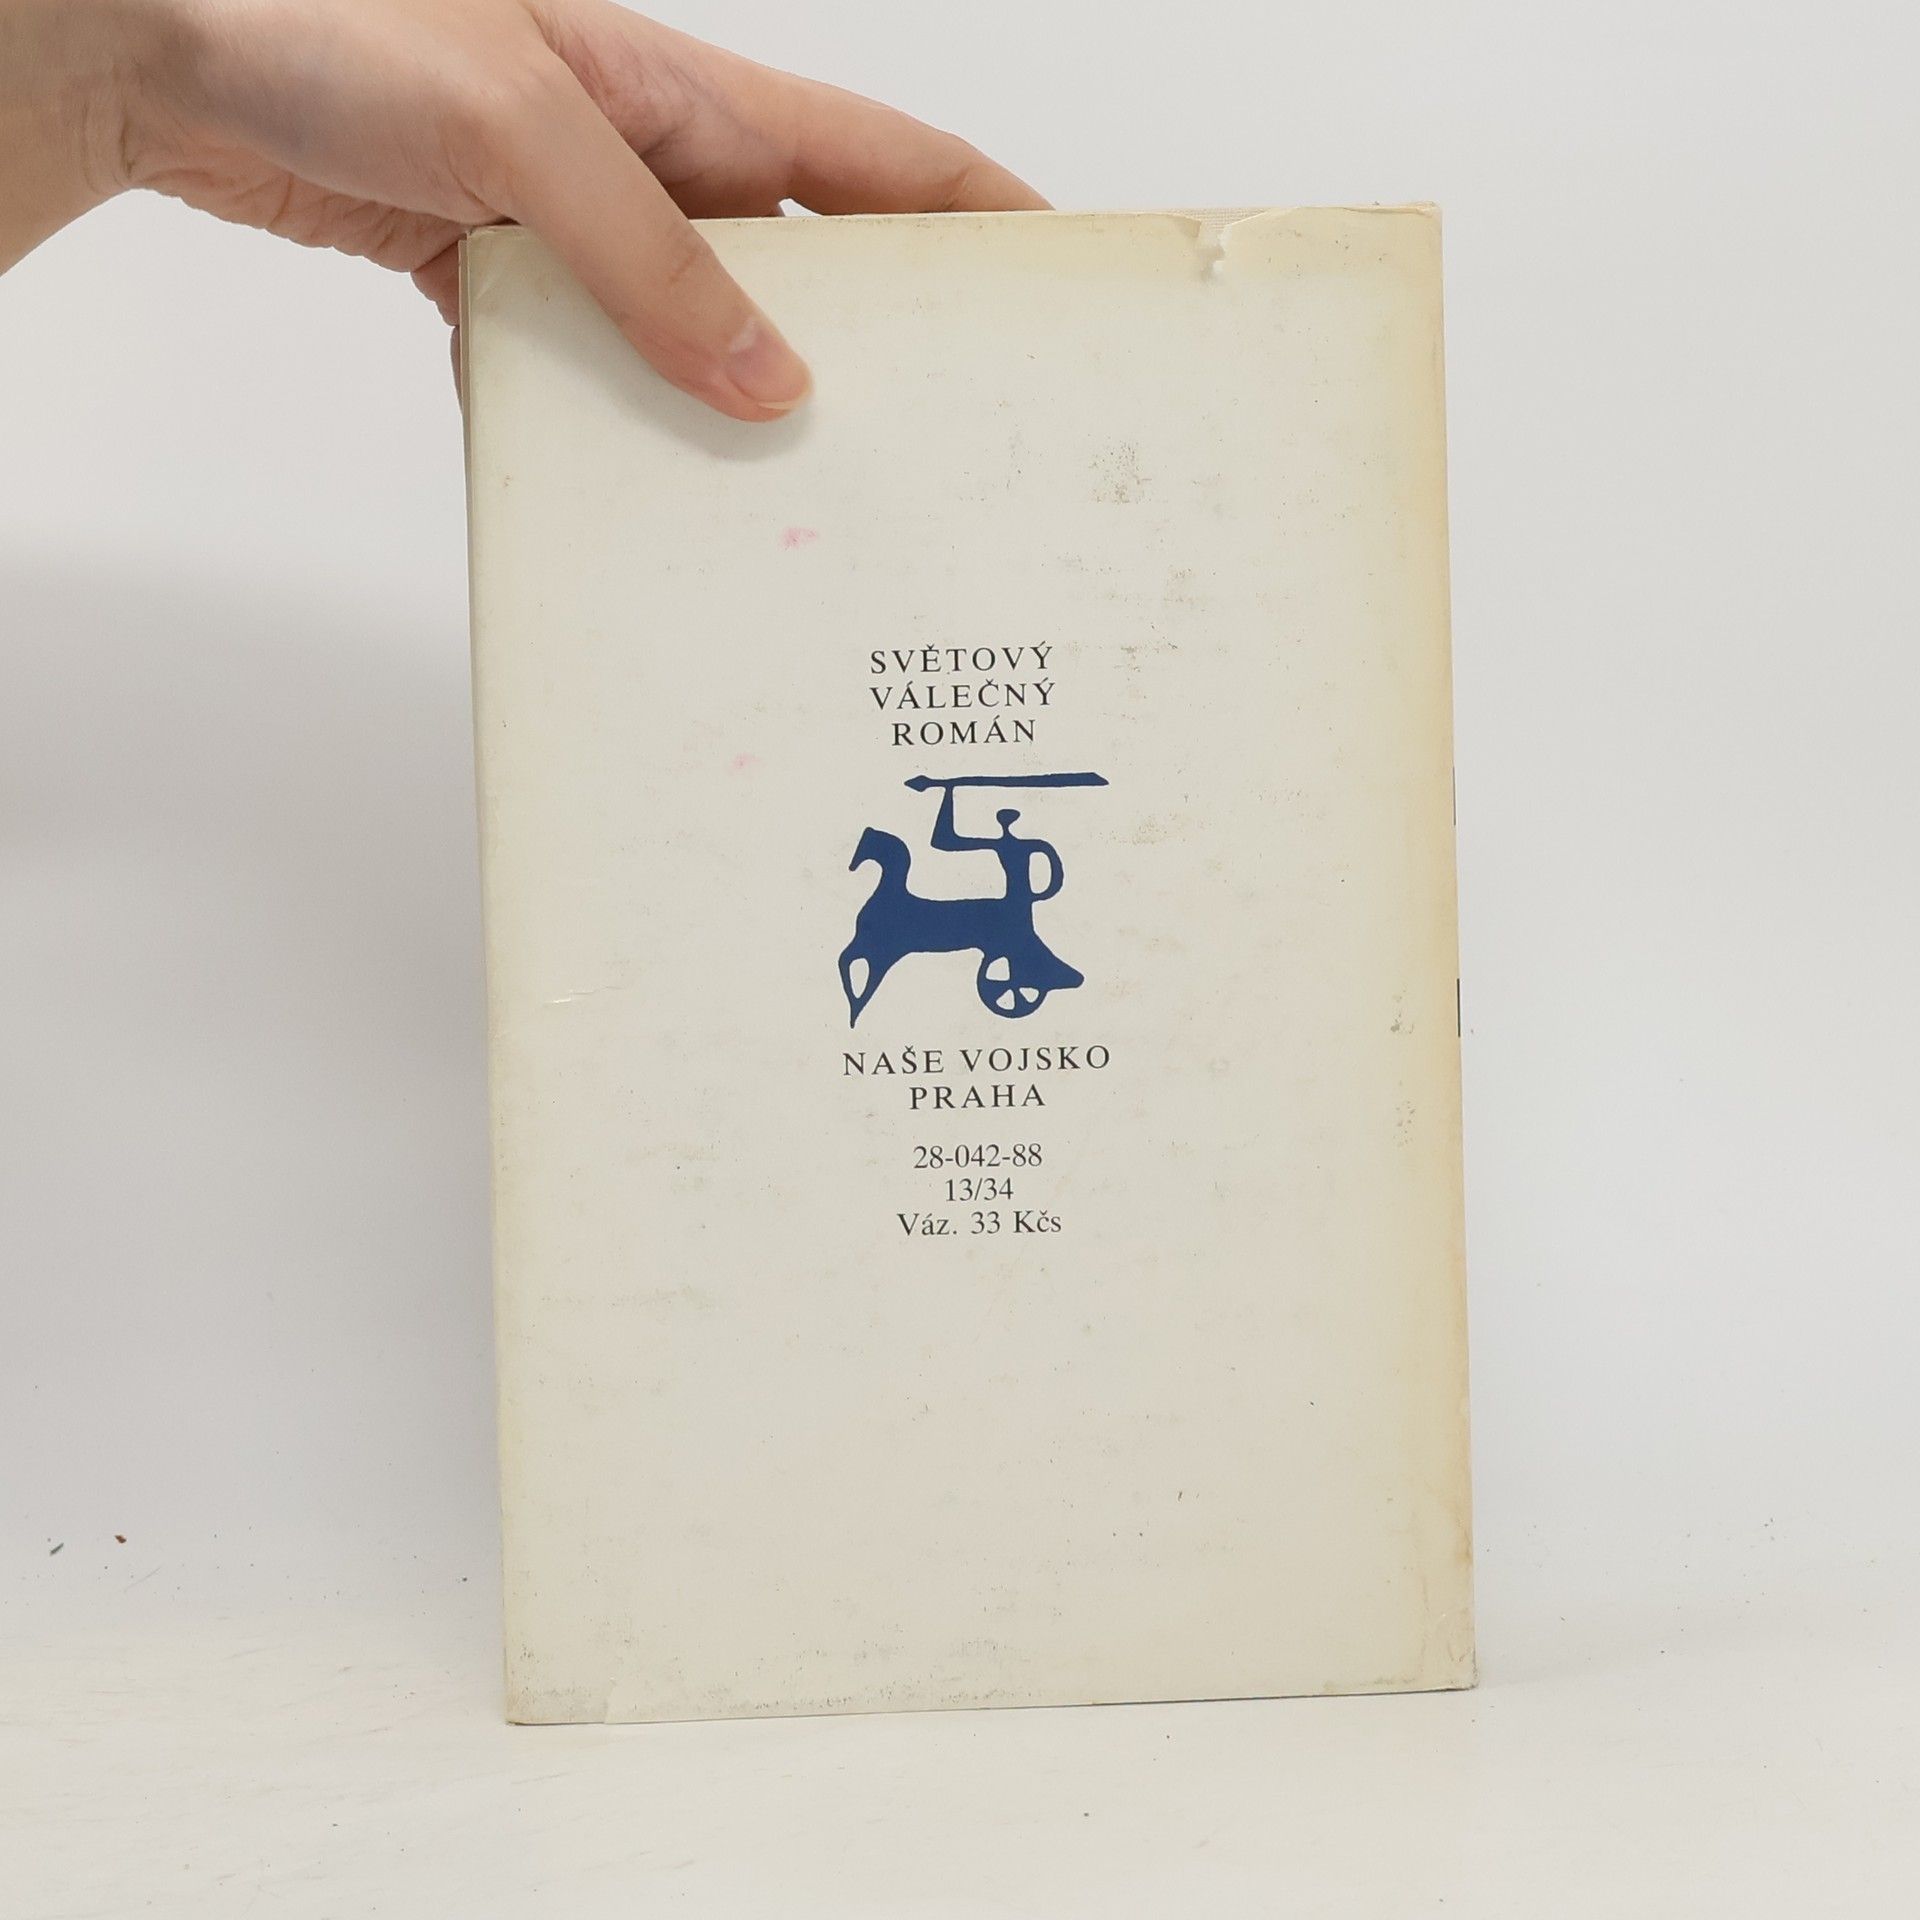 SVĚTOVÝ
VÁLEČNÝ
ROMÁN
NAŠE VOJSKO
PRAHA
28-042-88
13/34
Váz. 33 Kčs